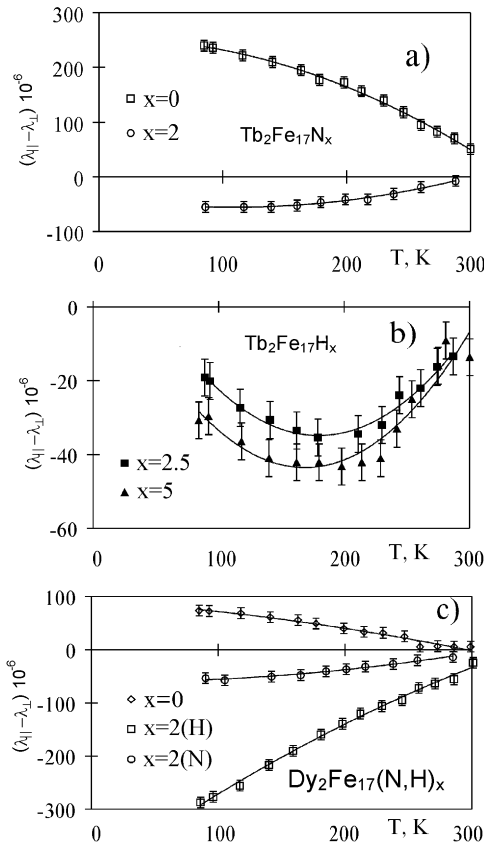 300
a)
200
x=0
x=2
Tb2Fe17Nx
100
0
-100
T, K
0
100
200
300
(λ||−λ⊥) 10-6
0
b)
Tb2Fe17Hx
-20
-40
x=2.5
x=5
-60
T, K
0
100
200
300
(λ||−λ⊥) 10-6
100
c)
0
x=0
-100
x=2(H)
x=2(N)
-200
Dy2Fe17(N,H)x
-300
0
100
200
T, K
300
(λ||−λ⊥) 10-6